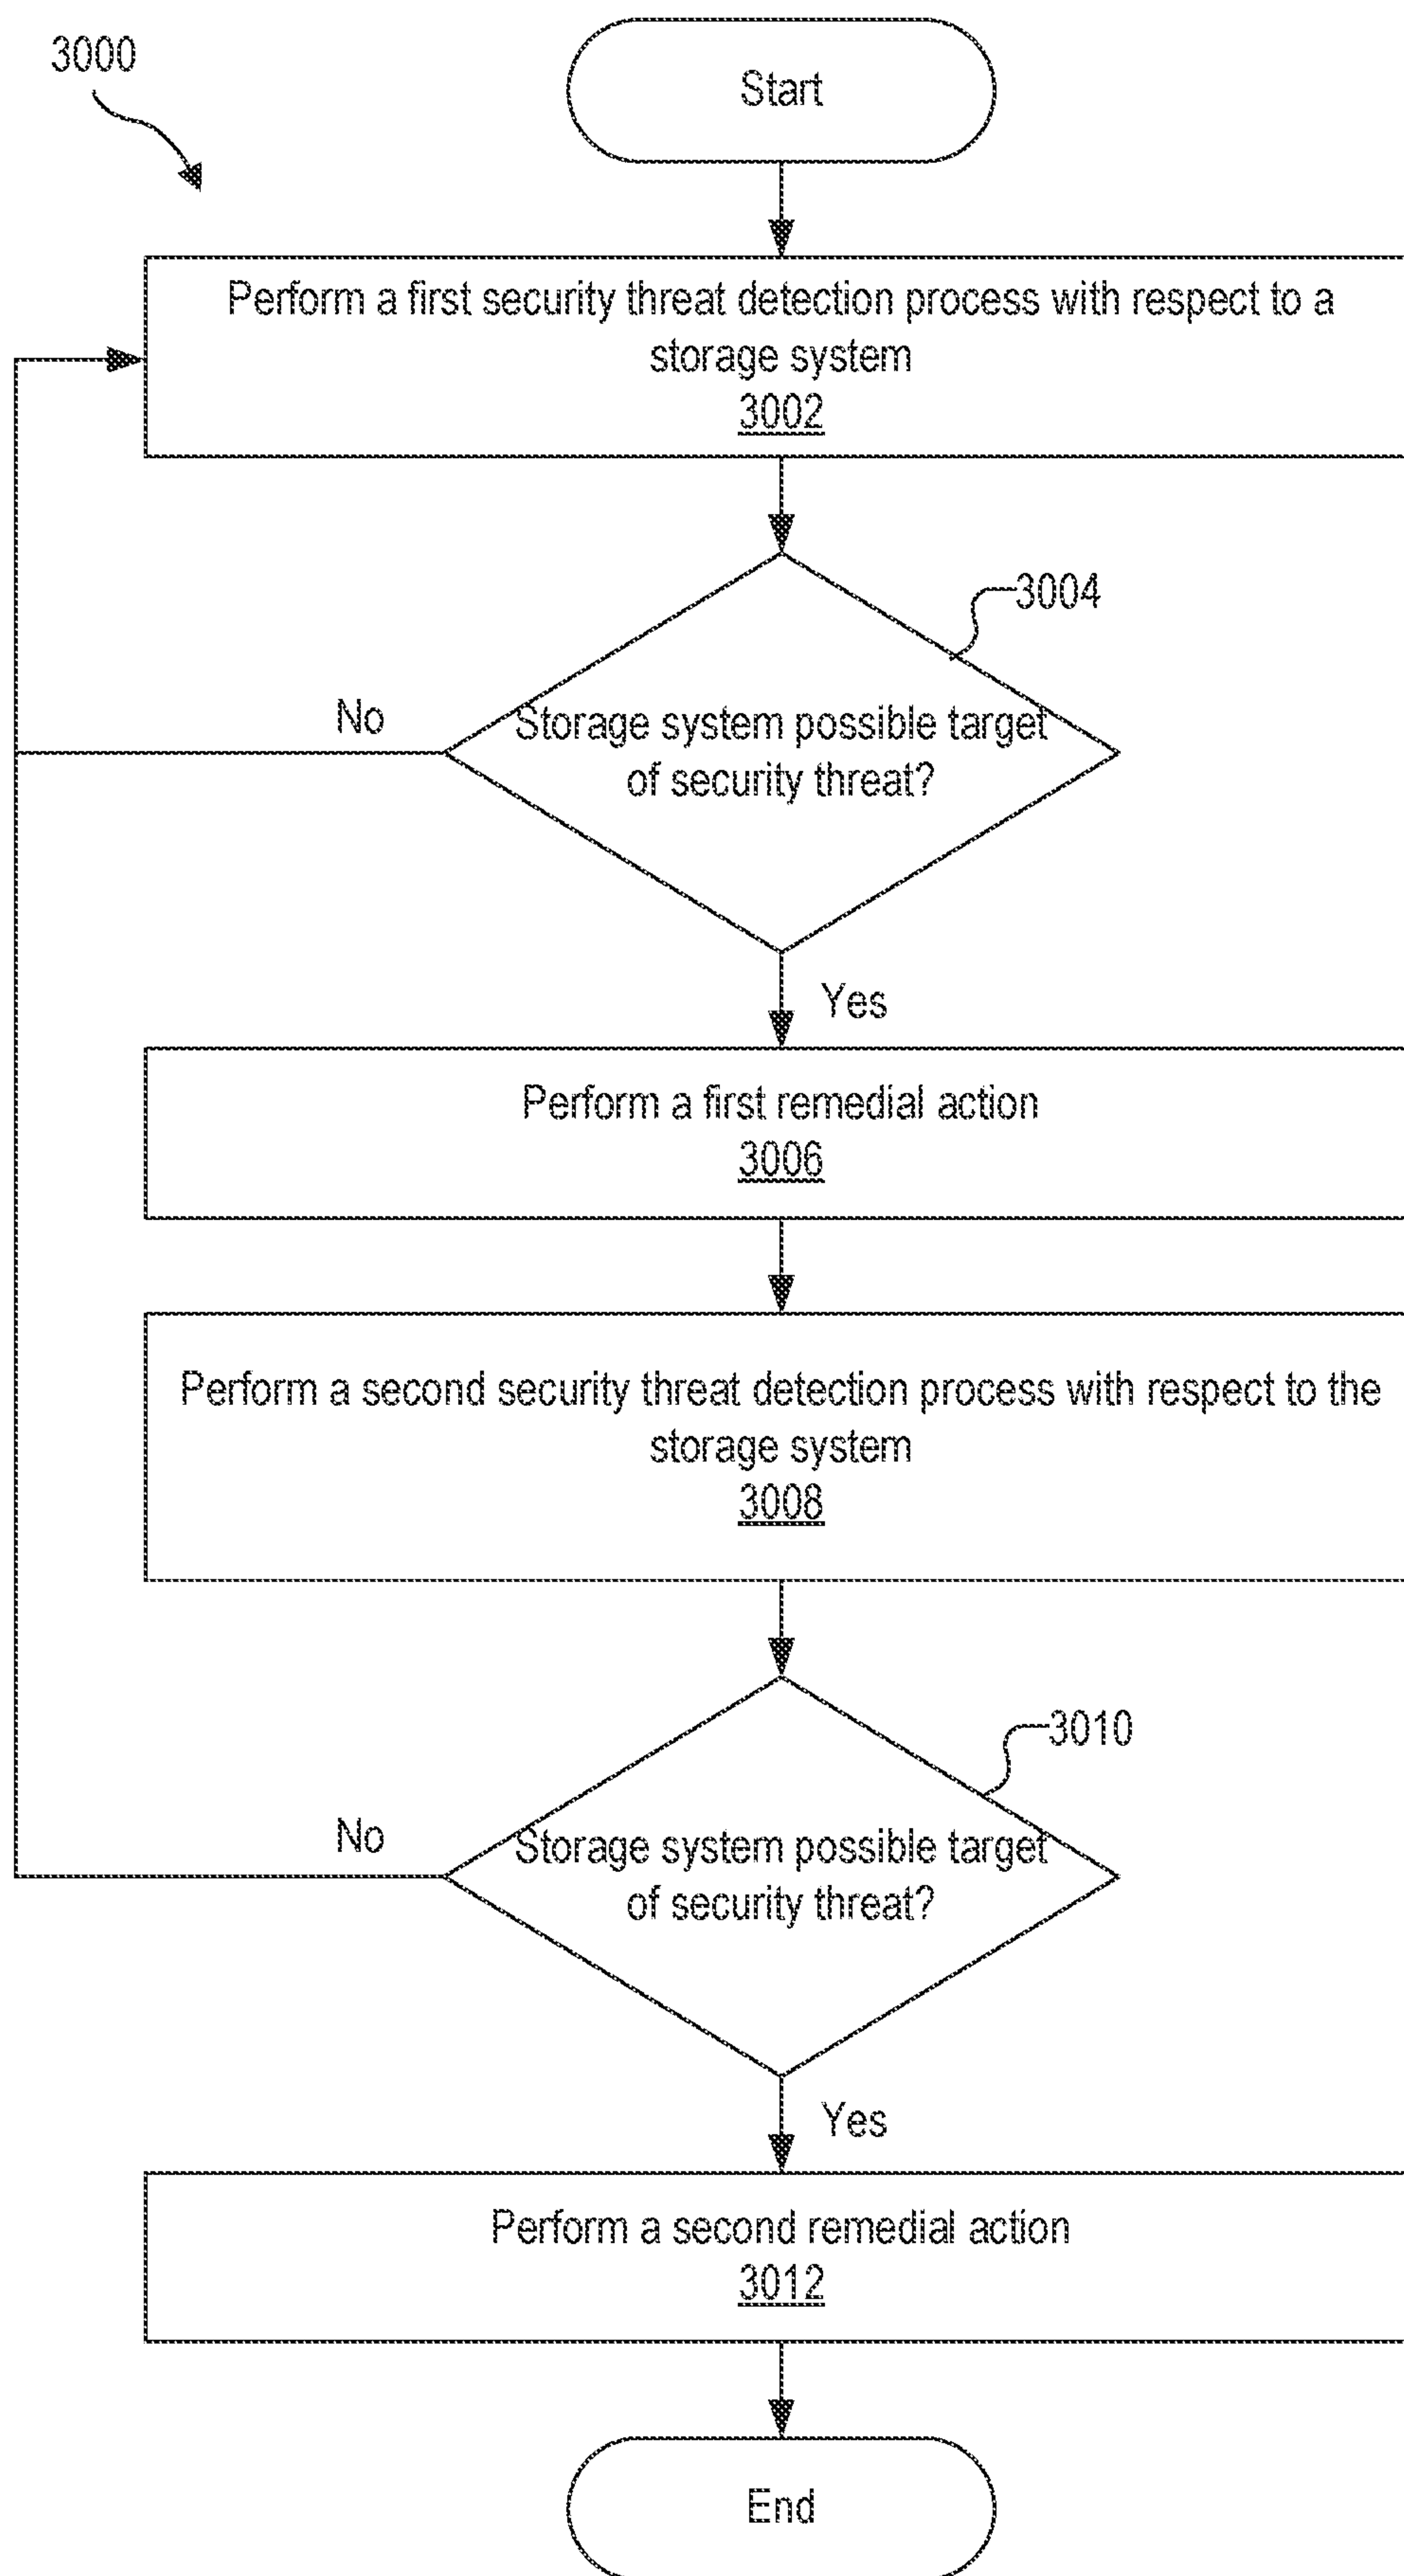 3000
Start
Perform a first security threat detection process with respect to a
storage system
3002
3004
No
Storage system possible target
of security threat?
Yes
Perform a first remedial action
3006
Perform a second security threat detection process with respect to the
storage system
3008
3010
No
Storage system possible target
of security threat?
Yes
Perform a second remedial action
3012
End